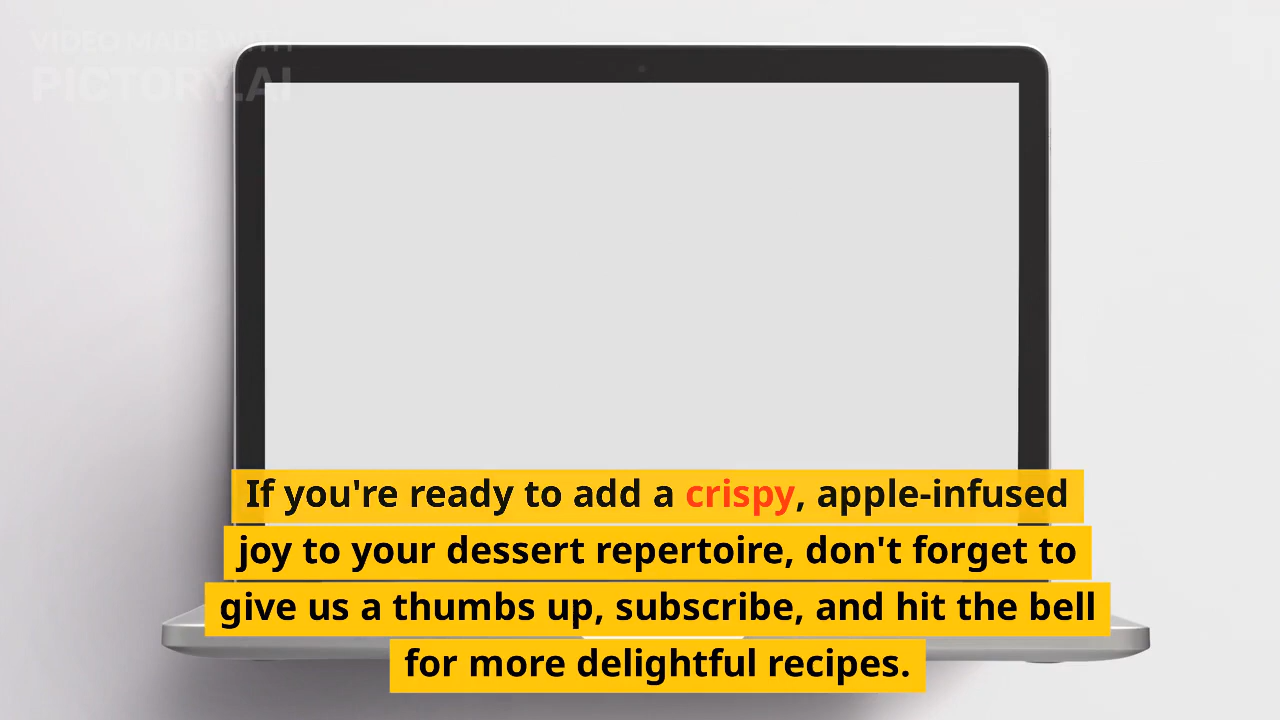 VIDEO MADE WITH
PICTORY.AI
If you're ready to add a crispy, apple-infused
joy to your dessert repertoire, don't forget to
give us a thumbs up, subscribe, and hit the bell
for more delightful recipes.